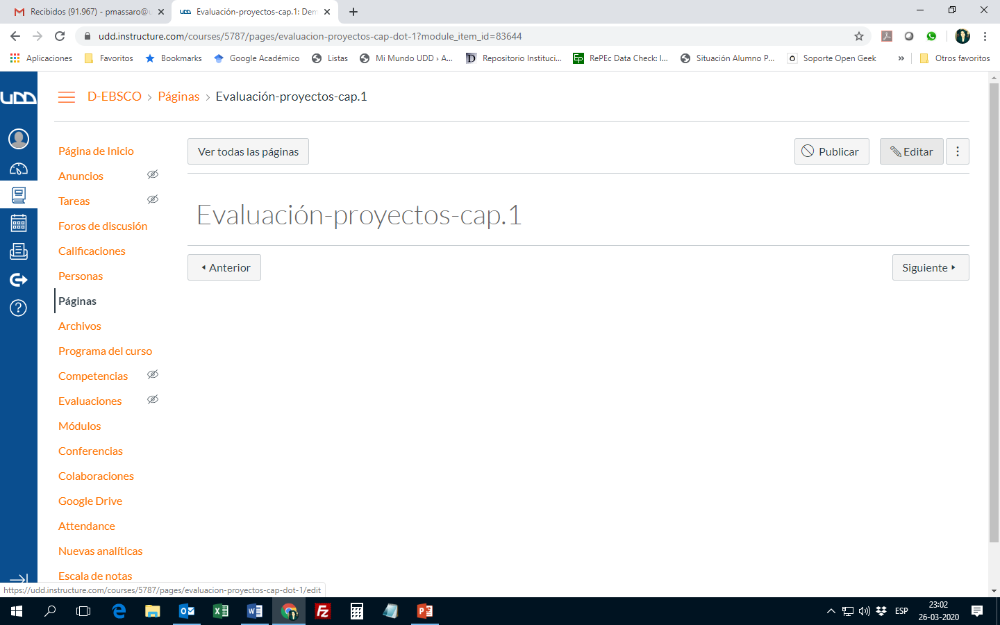 Recibidos (91.967) - pmassaro@u
Evaluación-proyectos-cap.1: Dem
udd.instructure.com/courses/5787/pages/evaluacion-proyectos-cap-dot-1?module_item_id=83644
Aplicaciones Favoritos Bookmarks Google Académico Listas Mi Mundo UDD › A... Repositorio Instituci... RePEc Data Check: I... Situación Alumno P... Soporte Open Geek » Otros favoritos
UDD
D-EBSCO › Páginas › Evaluación-proyectos-cap.1
Página de Inicio
Anuncios
Tareas
Foros de discusión
Calificaciones
Personas
Páginas
Archivos
Programa del curso
Competencias
Evaluaciones
Módulos
Conferencias
Colaboraciones
Google Drive
Attendance
Nuevas analíticas
Escala de notas
Ver todas las páginas
Publicar
Editar
Evaluación-proyectos-cap.1
Anterior
Siguiente
https://udd.instructure.com/courses/5787/pages/evaluacion-proyectos-cap-dot-1/edit
ESP
23:02
26-03-2020